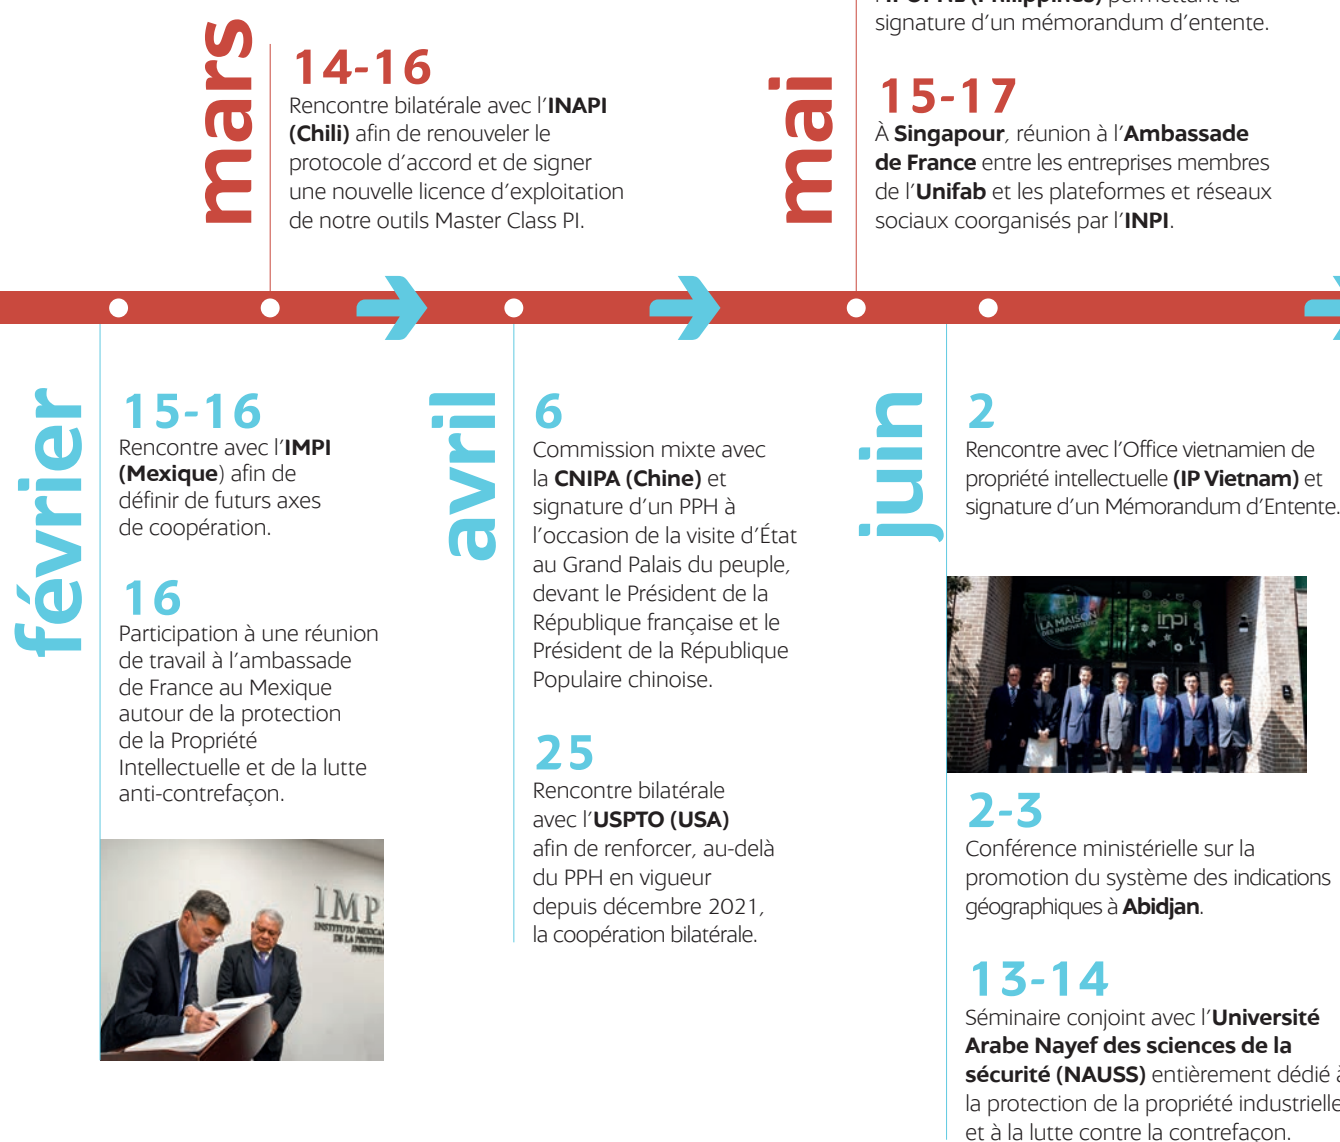 mars
14-16
Rencontre bilatérale avec l’INAPI
(Chili) afin de renouveler le
protocole d’accord et de signer
une nouvelle licence d’exploitation
de notre outils Master Class PI.
signature d’un mémorandum d’entente.
mai
15-17
À Singapour, réunion à l’Ambassade
de France entre les entreprises membres
de l’Unifab et les plateformes et réseaux
sociaux coorganisés par l’INPI.
février
15-16
Rencontre avec l’IMPI
(Mexique) afin de
définir de futurs axes
de coopération.
16
Participation à une réunion
de travail à l’ambassade
de France au Mexique
autour de la protection
de la Propriété
Intellectuelle et de la lutte
anti-contrefaçon.
IMP
INSTITUTO MEXICA
DE LA PROPIE
INDUSTRI
avril
6
Commission mixte avec
la CNIPA (Chine) et
signature d’un PPH à
l’occasion de la visite d’État
au Grand Palais du peuple,
devant le Président de la
République française et le
Président de la République
Populaire chinoise.
25
Rencontre bilatérale
avec l’USPTO (USA)
afin de renforcer, au-delà
du PPH en vigueur
depuis décembre 2021,
la coopération bilatérale.
juin
2
Rencontre avec l’Office vietnamien de
propriété intellectuelle (IP Vietnam) et
signature d’un Mémorandum d’Entente.
LA MAISON
DES INNOVATEURS
inpi
2-3
Conférence ministérielle sur la
promotion du système des indications
géographiques à Abidjan.
13-14
Séminaire conjoint avec l’Université
Arabe Nayef des sciences de la
sécurité (NAUSS) entièrement dédié à
la protection de la propriété industrielle
et à la lutte contre la contrefaçon.